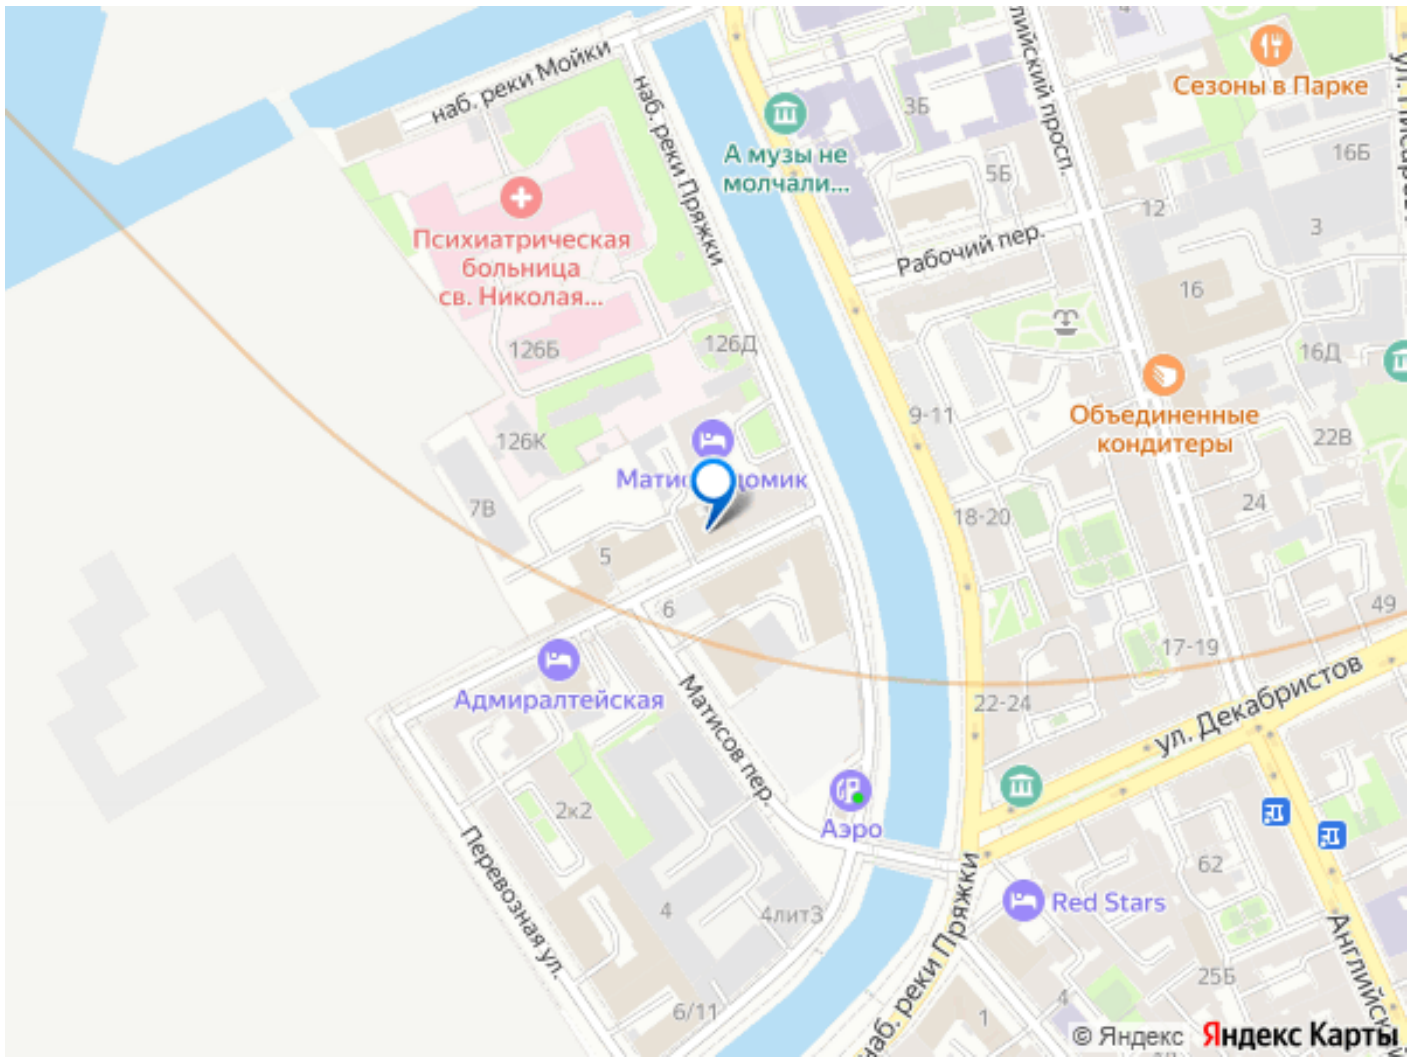 наб. реки Мойки
наб. реки Пряжки
А музы не
молчали...
3Б
5Б
Сезоны в Парке
16Б
12
3
Рабочий пер.
Психиатрическая
больница
св. Николая...
126Б
126Д
16
16Д
9-11
Объединенные
кондитеры
22В
126К
7В
18-20
24
5
6
49
17-19
22-24
Адмиралтейская
Матисов пер.
ул. Декабристов
2к2
Аэро
62
Перевозная ул.
4
4лит3
Red Stars
наб. реки Пряжки
25Б
6/11
4
1
© Яндекс Яндекс Карты